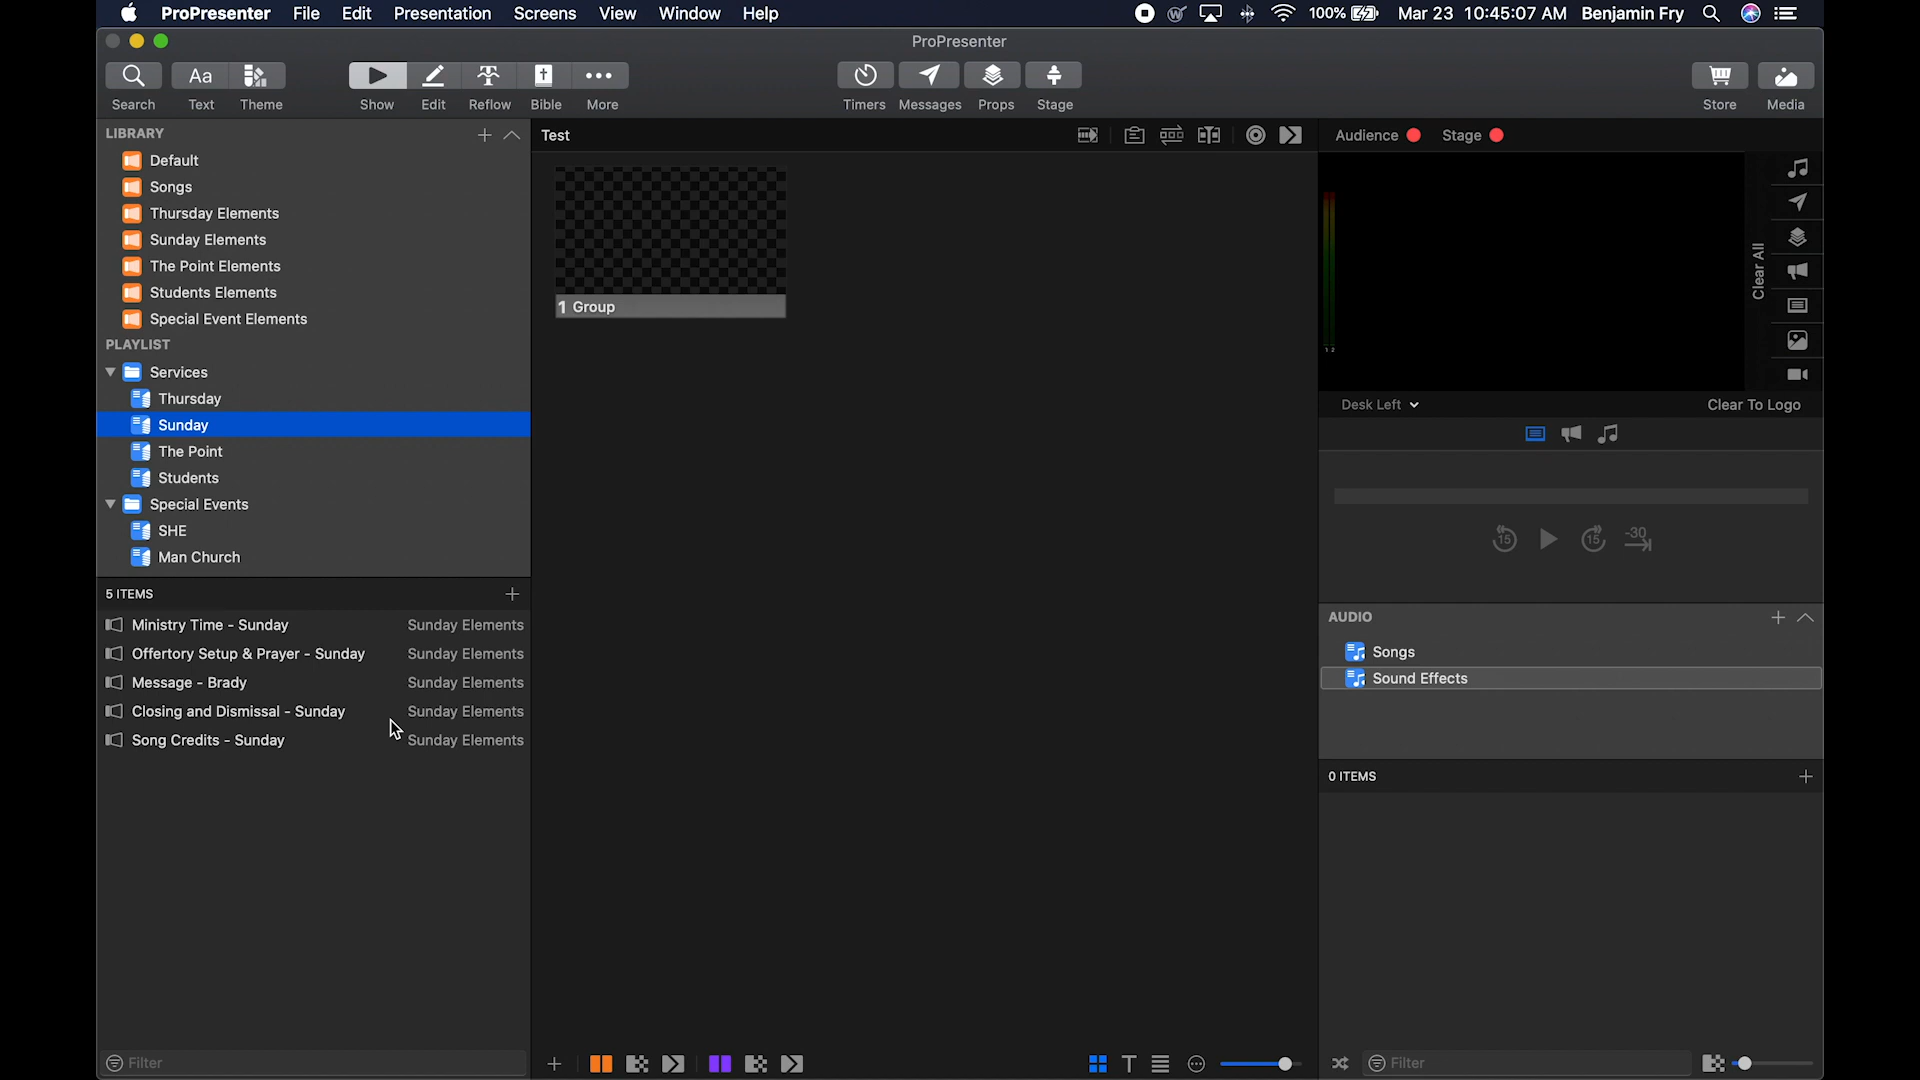 ProPresenter File Edit Presentation Screens View Window Help
100% Mar 23 10:45:07 AM Benjamin Fry
ProPresenter
Aa
Search Text Theme Show Edit Reflow Bible More Timers Messages Props Stage Store Media
LIBRARY
Default
Songs
Thursday Elements
Sunday Elements
The Point Elements
Students Elements
Special Event Elements
PLAYLIST
Services
Thursday
Sunday
The Point
Students
Special Events
SHE
Man Church
5 ITEMS
Ministry Time - Sunday Sunday Elements
Offertory Setup & Prayer - Sunday Sunday Elements
Message - Brady Sunday Elements
Closing and Dismissal - Sunday Sunday Elements
Song Credits - Sunday Sunday Elements
Filter
Test
1 Group
T
Audience Stage
1 2
Clear All
Desk Left Clear To Logo
15 15 -30
AUDIO
Songs
Sound Effects
0 ITEMS
Filter